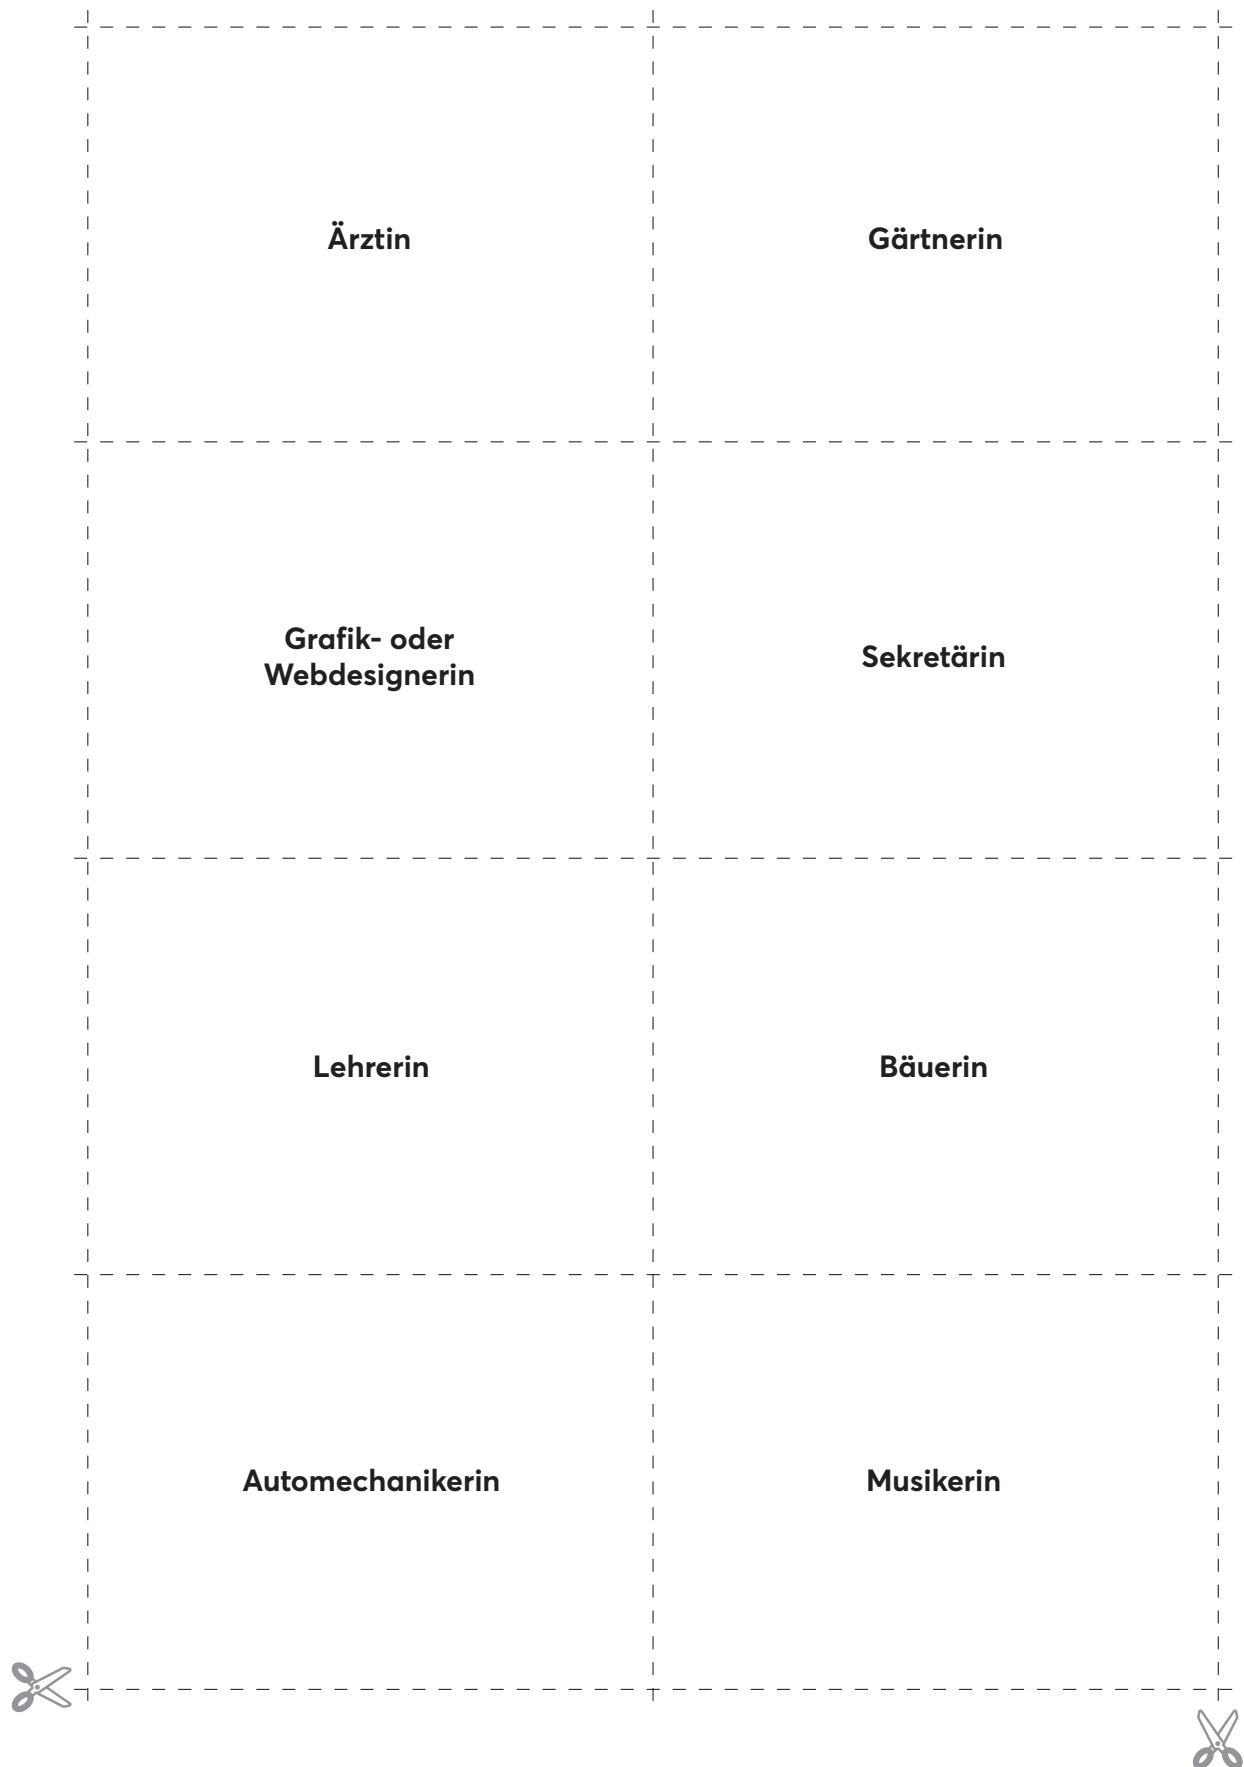 Ärztin
Gärtnerin
Grafik- oder
Webdesignerin
Sekretärin
Lehrerin
Bäuerin
Automechanikerin
Musikerin